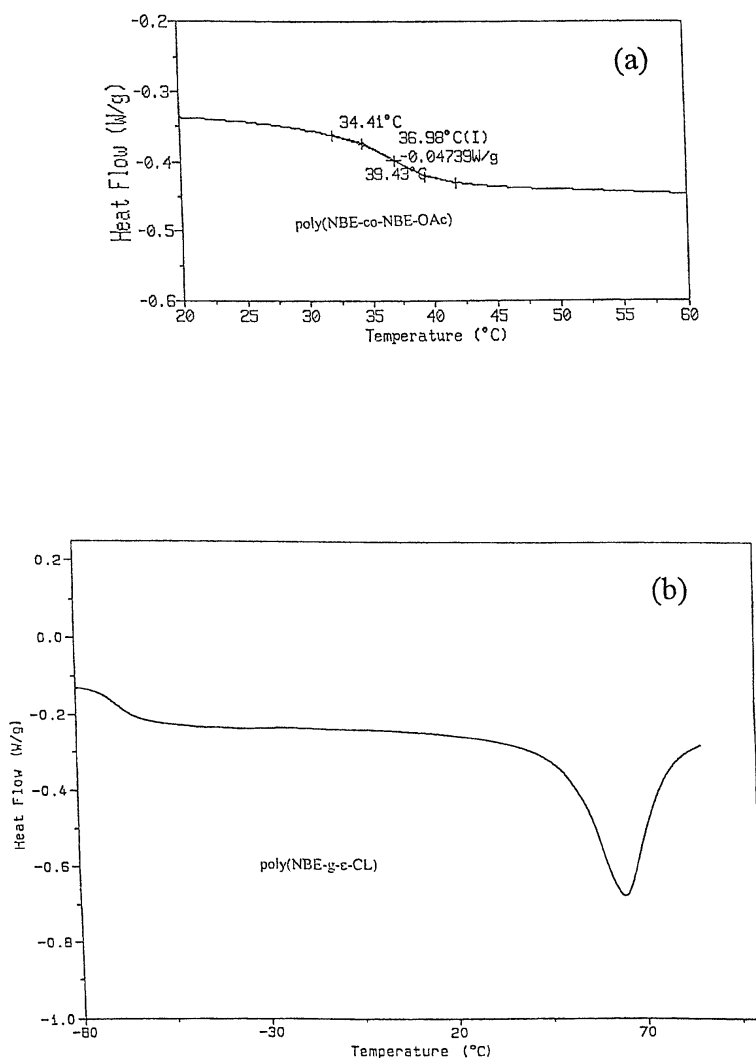 (a)
Heat Flow (W/g)
-0.2
-0.3
-0.4
-0.5
-0.6
34.41°C
36.98°C(I)
-0.04739W/g
39.43°C
poly(NBE-co-NBE-OAc)
20 25 30 35 40 45 50 55 60
Temperature (°C)
(b)
Heat Flow (W/g)
0.2
0.0
-0.2
-0.4
-0.6
-0.8
-1.0
poly(NBE-g-ε-CL)
-80 -30 20 70
Temperature (°C)